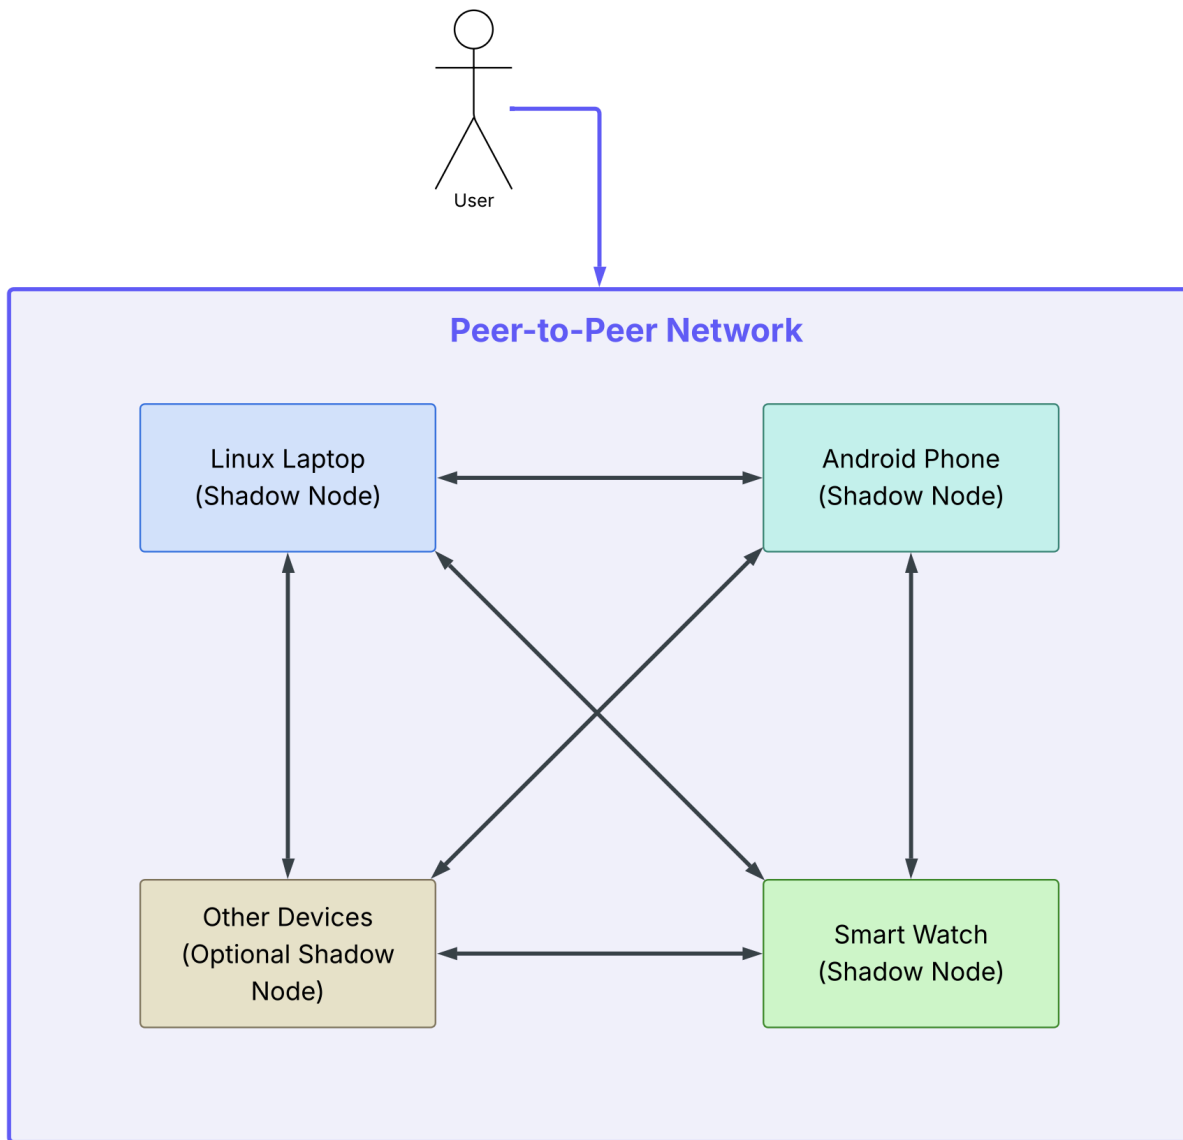 User
Peer-to-Peer Network
Linux Laptop
(Shadow Node)
Android Phone
(Shadow Node)
Other Devices
(Optional Shadow
Node)
Smart Watch
(Shadow Node)